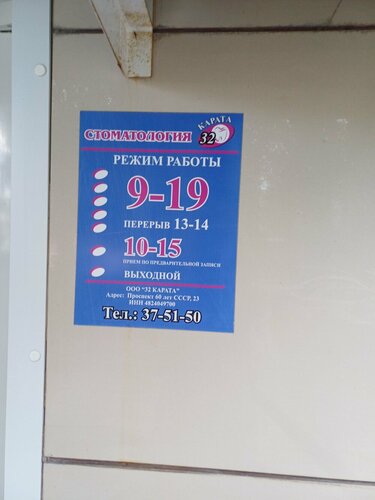 СТОМАТОЛОГИЯ
32 КАРАТА
РЕЖИМ РАБОТЫ
9-19
ПЕРЕРЫВ 13-14
10-15
ПРИЕМ ПО ПРЕДВАРИТЕЛЬНОЙ ЗАПИСИ
ВЫХОДНОЙ
ООО "32 КАРАТА"
Адрес: Проспект 60 лет СССР, 23
ИНН 4824049700
Тел.: 37-51-50